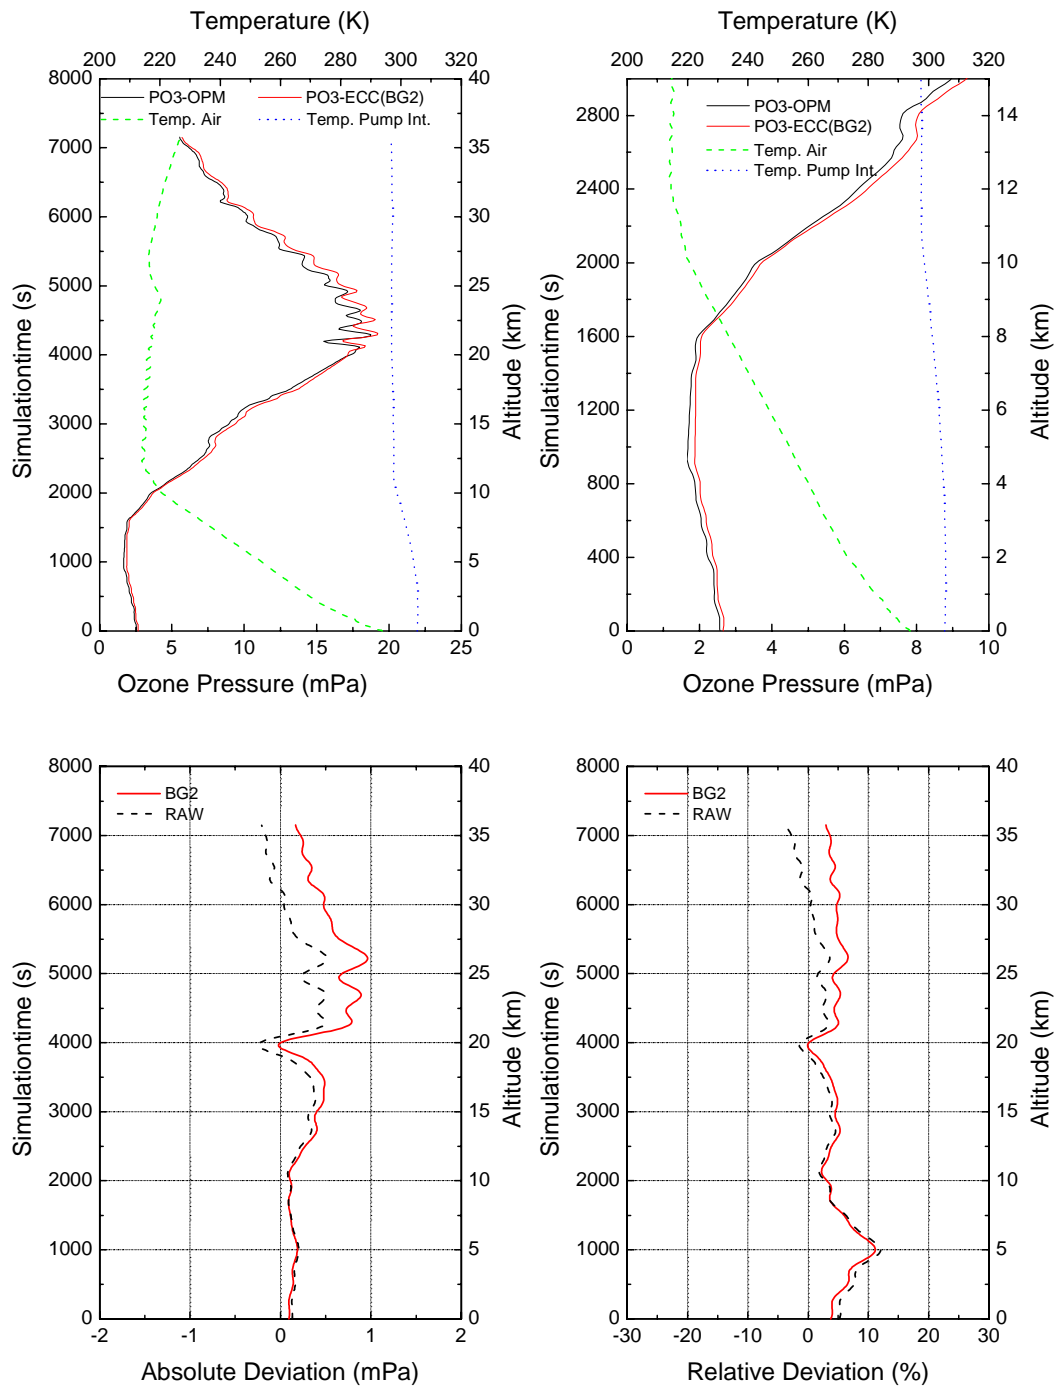 Temperature (K)
200 220 240 260 280 300 320
8000 7000 6000 5000 4000 3000 2000 1000 0
Simulationtime (s)
PO3-OPM PO3-ECC(BG2)
Temp. Air Temp. Pump Int.
40 35 30 25 20 15 10 5 0
Altitude (km)
0 5 10 15 20 25
Ozone Pressure (mPa)
Temperature (K)
200 220 240 260 280 300 320
2800 2400 2000 1600 1200 800 400 0
Simulationtime (s)
PO3-OPM
PO3-ECC(BG2)
Temp. Air
Temp. Pump Int.
14 12 10 8 6 4 2 0
Altitude (km)
0 2 4 6 8 10
Ozone Pressure (mPa)
8000 7000 6000 5000 4000 3000 2000 1000 0
Simulationtime (s)
BG2
RAW
40 35 30 25 20 15 10 5 0
Altitude (km)
-2 -1 0 1 2
Absolute Deviation (mPa)
8000 7000 6000 5000 4000 3000 2000 1000 0
Simulationtime (s)
BG2
RAW
40 35 30 25 20 15 10 5 0
Altitude (km)
-30 -20 -10 0 10 20 30
Relative Deviation (%)